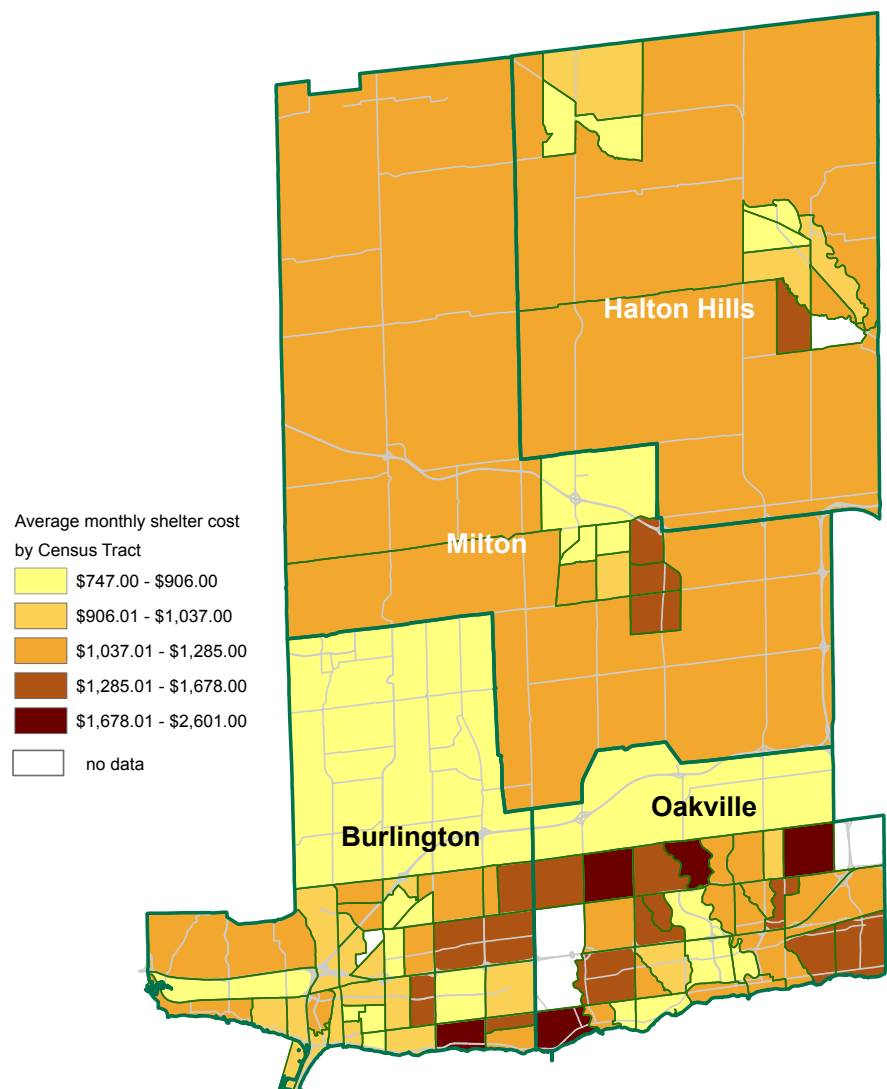 Halton Hills
Average monthly shelter cost
by Census Tract
$747.00 - $906.00
$906.01 - $1,037.00
$1,037.01 - $1,285.00
$1,285.01 - $1,678.00
$1,678.01 - $2,601.00
no data
Milton
Oakville
Burlington